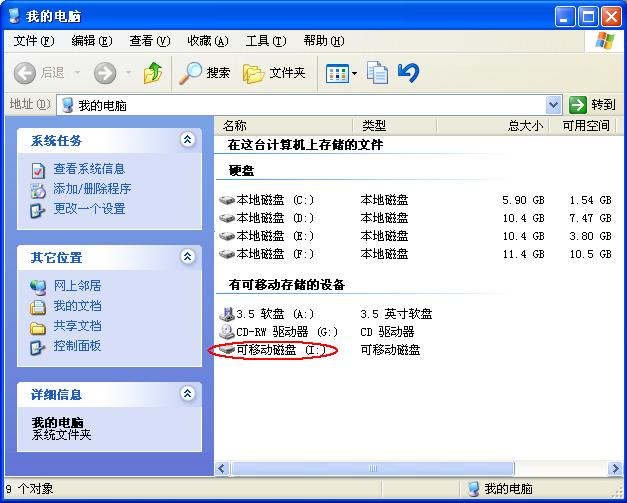 我的电脑
文件(F) 编辑(E) 查看(V) 收藏(A) 工具(T) 帮助(H)
后退 搜索 文件夹
地址(D) 我的电脑 转到
系统任务
查看系统信息
添加/删除程序
更改一个设置
其它位置
网上邻居
我的文档
共享文档
控制面板
详细信息
我的电脑
系统文件夹
名称 类型 总大小 可用空间
在这台计算机上存储的文件
硬盘
本地磁盘 (C:) 本地磁盘 5.90 GB 1.54 GB
本地磁盘 (D:) 本地磁盘 10.4 GB 7.47 GB
本地磁盘 (E:) 本地磁盘 10.4 GB 3.80 GB
本地磁盘 (F:) 本地磁盘 11.4 GB 10.5 GB
有可移动存储的设备
3.5 软盘 (A:) 3.5 英寸软盘
CD-RW 驱动器 (G:) CD 驱动器
可移动磁盘 (I:) 可移动磁盘
9 个对象 我的电脑